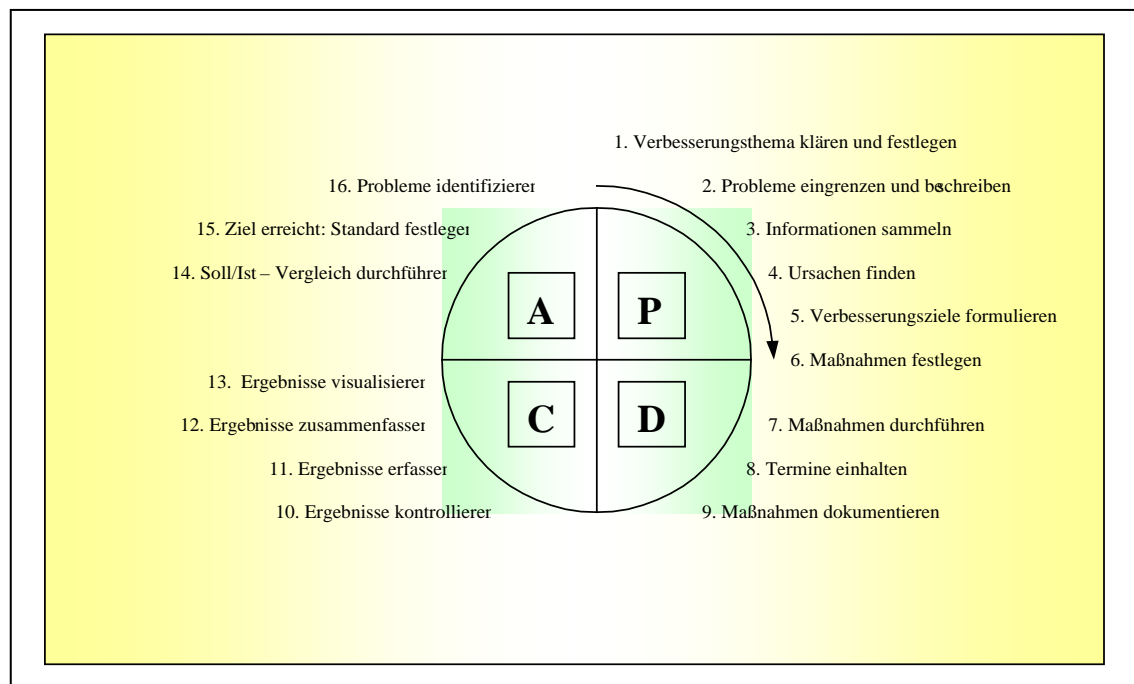 1. Verbesserungsthema klären und festlegen
2. Probleme eingrenzen und beschreiben
3. Informationen sammeln
4. Ursachen finden
5. Verbesserungsziele formulieren
6. Maßnahmen festlegen
7. Maßnahmen durchführen
8. Termine einhalten
9. Maßnahmen dokumentieren
10. Ergebnisse kontrollieren
11. Ergebnisse erfassen
12. Ergebnisse zusammenfassen
13. Ergebnisse visualisieren
14. Soll/Ist – Vergleich durchführen
15. Ziel erreicht: Standard festlegen
16. Probleme identifizieren
A
P
C
D